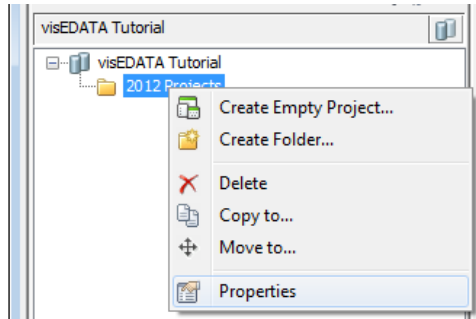 visEDATA Tutorial
visEDATA Tutorial
2012 Projects
Create Empty Project...
Create Folder...
Delete
Copy to...
Move to...
Properties